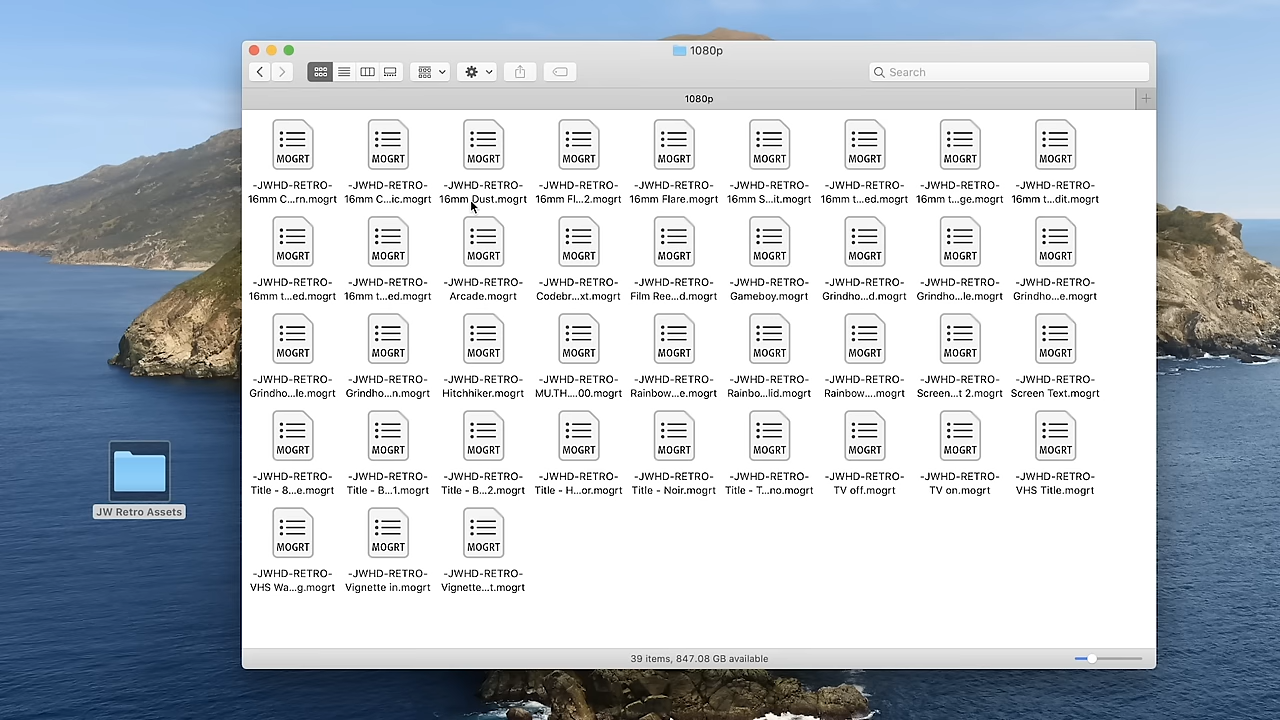 1080p
Search
1080p
MOGRT MOGRT MOGRT MOGRT MOGRT MOGRT MOGRT MOGRT MOGRT
-JWHD-RETRO- -JWHD-RETRO- -JWHD-RETRO- -JWHD-RETRO- -JWHD-RETRO- -JWHD-RETRO- -JWHD-RETRO- -JWHD-RETRO- -JWHD-RETRO-
16mm C...rn.mogrt 16mm C...ic.mogrt 16mm Dust.mogrt 16mm Fl...2.mogrt 16mm Flare.mogrt 16mm S...it.mogrt 16mm t...ed.mogrt 16mm t...ge.mogrt 16mm t...dit.mogrt
MOGRT MOGRT MOGRT MOGRT MOGRT MOGRT MOGRT MOGRT MOGRT
-JWHD-RETRO- -JWHD-RETRO- -JWHD-RETRO- -JWHD-RETRO- -JWHD-RETRO- -JWHD-RETRO- -JWHD-RETRO- -JWHD-RETRO- -JWHD-RETRO-
16mm t...ed.mogrt 16mm t...ed.mogrt Arcade.mogrt Codebr...xt.mogrt Film Ree...d.mogrt Gameboy.mogrt Grindho...d.mogrt Grindho...le.mogrt Grindho...e.mogrt
MOGRT MOGRT MOGRT MOGRT MOGRT MOGRT MOGRT MOGRT MOGRT
-JWHD-RETRO- -JWHD-RETRO- -JWHD-RETRO- -JWHD-RETRO- -JWHD-RETRO- -JWHD-RETRO- -JWHD-RETRO- -JWHD-RETRO- -JWHD-RETRO-
Grindho...le.mogrt Grindho...n.mogrt Hitchhiker.mogrt MU.TH....00.mogrt Rainbow...e.mogrt Rainbo...lid.mogrt Rainbow....mogrt Screen...t 2.mogrt Screen Text.mogrt
MOGRT MOGRT MOGRT MOGRT MOGRT MOGRT MOGRT MOGRT MOGRT
-JWHD-RETRO- -JWHD-RETRO- -JWHD-RETRO- -JWHD-RETRO- -JWHD-RETRO- -JWHD-RETRO- -JWHD-RETRO- -JWHD-RETRO- -JWHD-RETRO-
Title - 8...e.mogrt Title - B...1.mogrt Title - B...2.mogrt Title - H...or.mogrt Title - Noir.mogrt Title - T...no.mogrt TV off.mogrt TV on.mogrt VHS Title.mogrt
JW Retro Assets
MOGRT MOGRT MOGRT
-JWHD-RETRO- -JWHD-RETRO- -JWHD-RETRO-
VHS Wa...g.mogrt Vignette in.mogrt Vignette...t.mogrt
39 items, 847.08 GB available